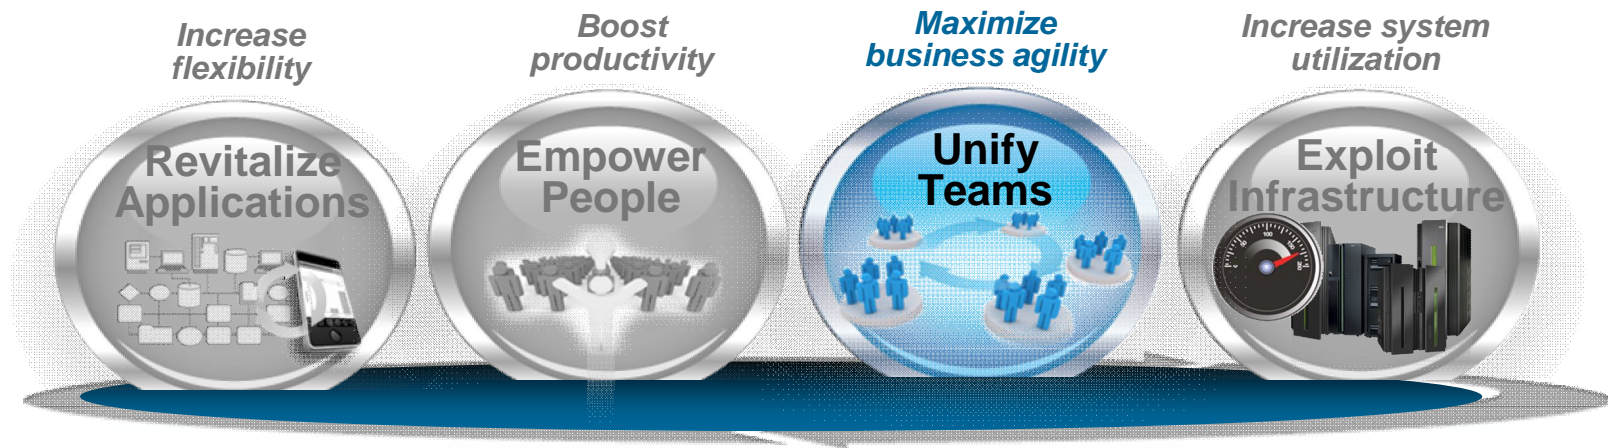 Increase
flexibility
Boost
productivity
Maximize
business agility
Increase system
utilization
Revitalize
Applications
Empower
People
Unify
Teams
Exploit
Infrastructure